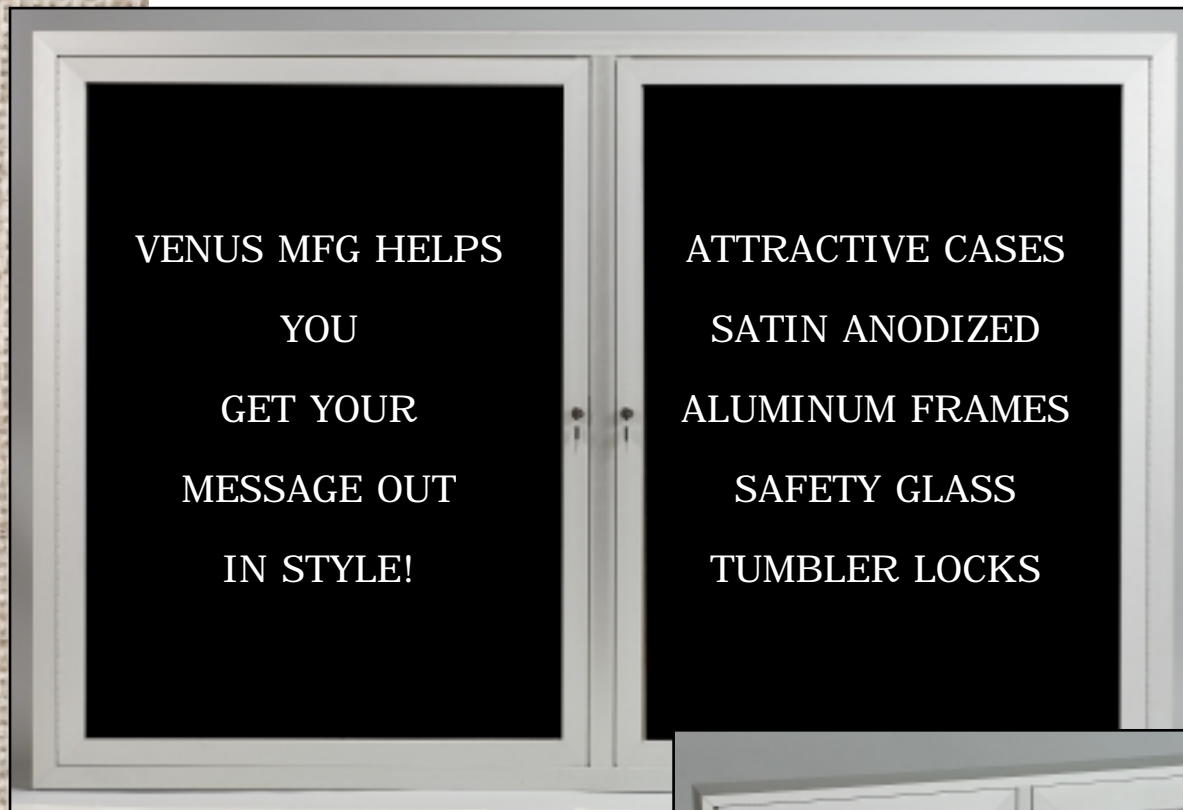 VENUS MFG HELPS
YOU
GET YOUR
MESSAGE OUT
IN STYLE!
ATTRACTIVE CASES
SATIN ANODIZED
ALUMINUM FRAMES
SAFETY GLASS
TUMBLER LOCKS